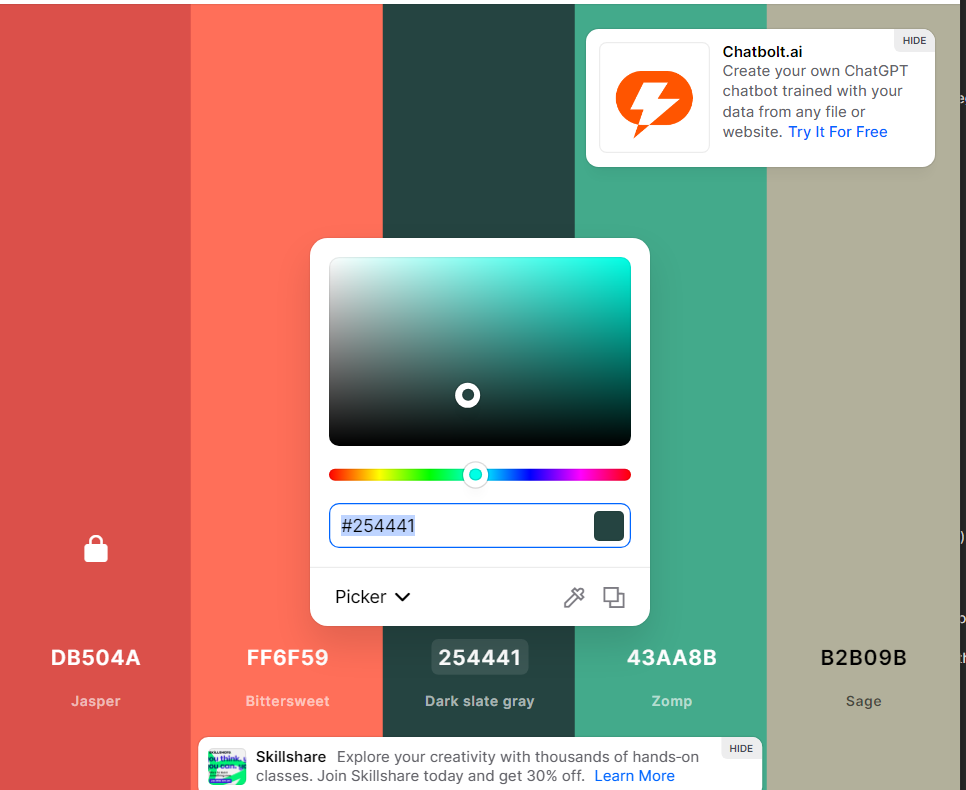 HIDE
Chatbolt.ai
Create your own ChatGPT
chatbot trained with your
data from any file or
website. Try It For Free
#254441
Picker
DB504A
FF6F59
254441
43AA8B
B2B09B
Jasper
Bittersweet
Dark slate gray
Zomp
Sage
HIDE
Skillshare Explore your creativity with thousands of hands-on
classes. Join Skillshare today and get 30% off. Learn More